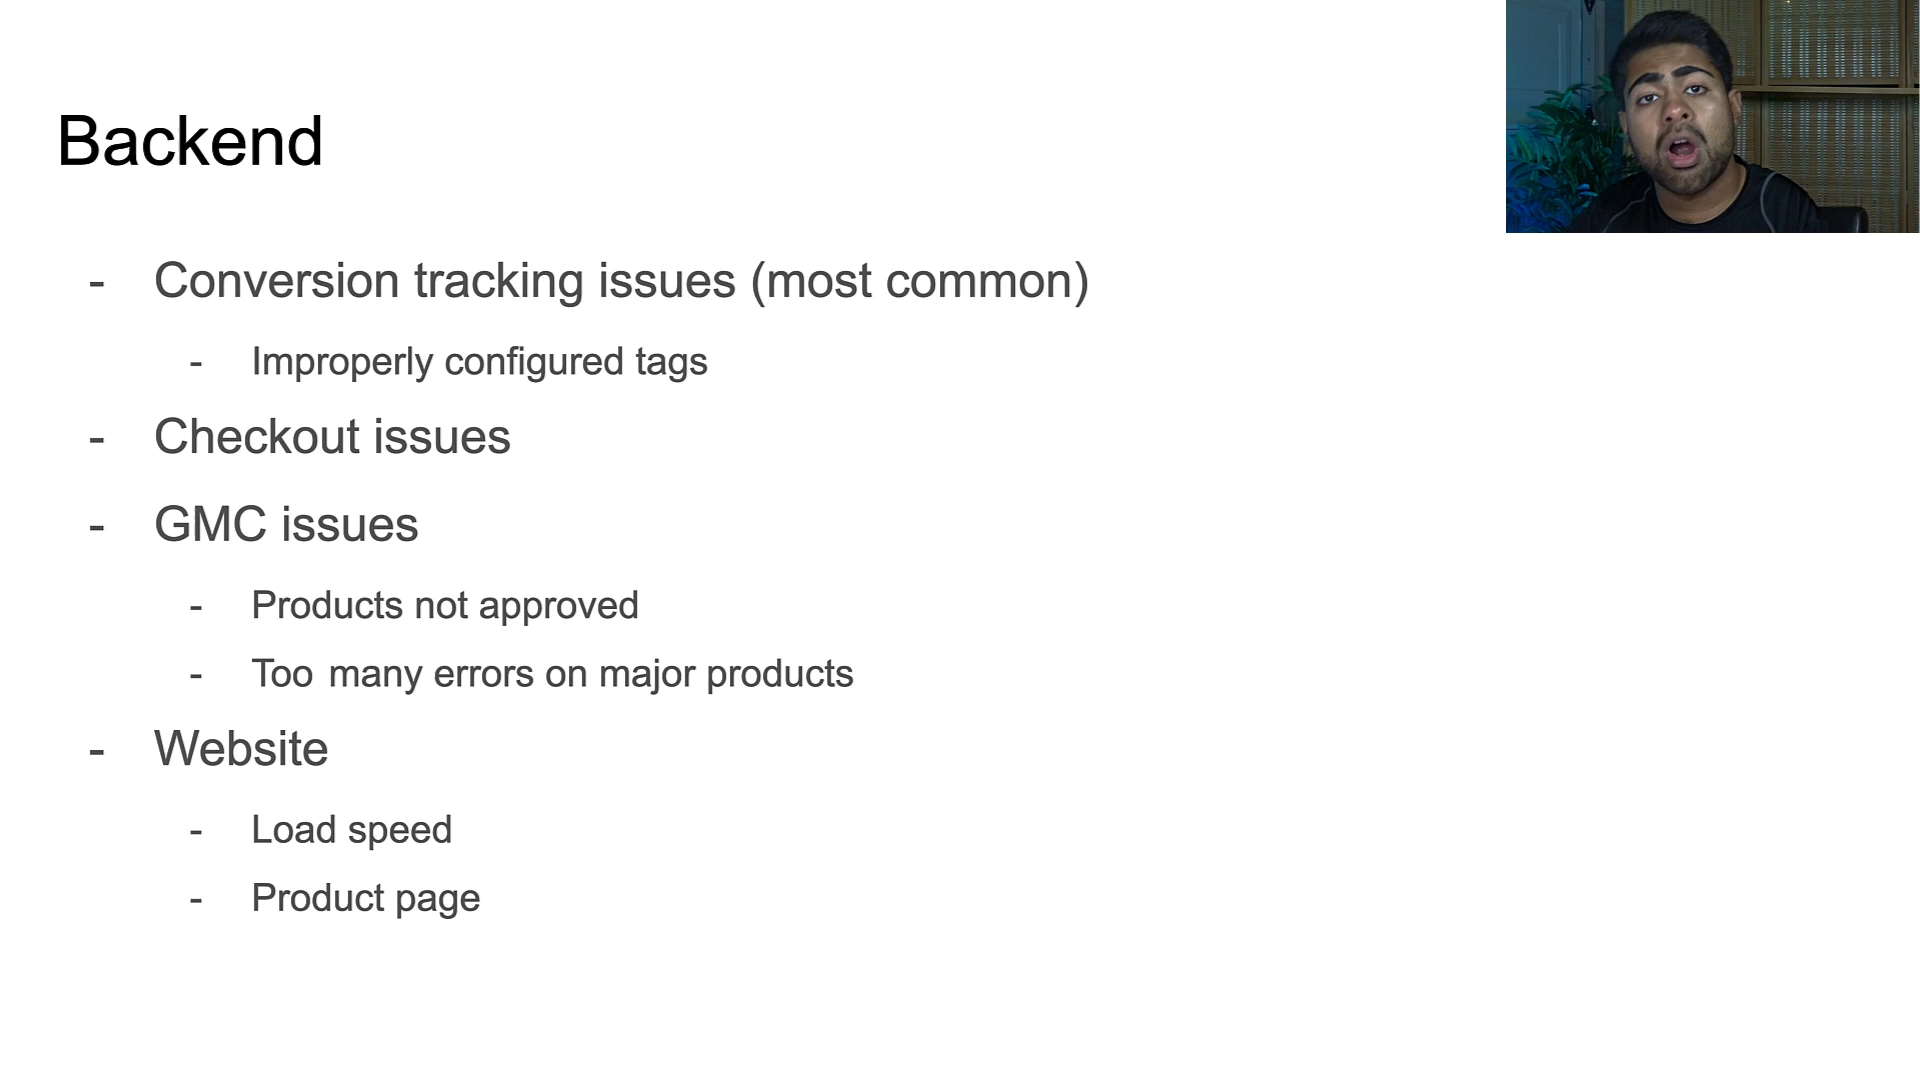 Backend
- Conversion tracking issues (most common)
- Improperly configured tags
- Checkout issues
- GMC issues
- Products not approved
- Too many errors on major products
- Website
- Load speed
- Product page